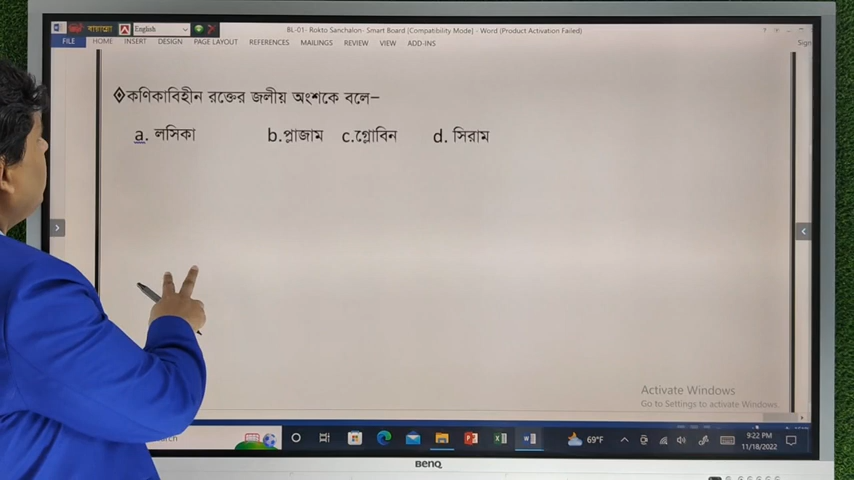 English
BL-01- Rokto Sanchalon- Smart Board [Compatibility Mode] - Word (Product Activation Failed)
FILE HOME INSERT DESIGN PAGE LAYOUT REFERENCES MAILINGS REVIEW VIEW ADD-INS
Sign
কণিকাবিহীন রক্তের জলীয় অংশকে বলে–
a. লসিকা b.প্লাজাম c.গ্লোবিন d. সিরাম
Activate Windows
Go to Settings to activate Windows.
69°F
9:22 PM
11/18/2022
BenQ